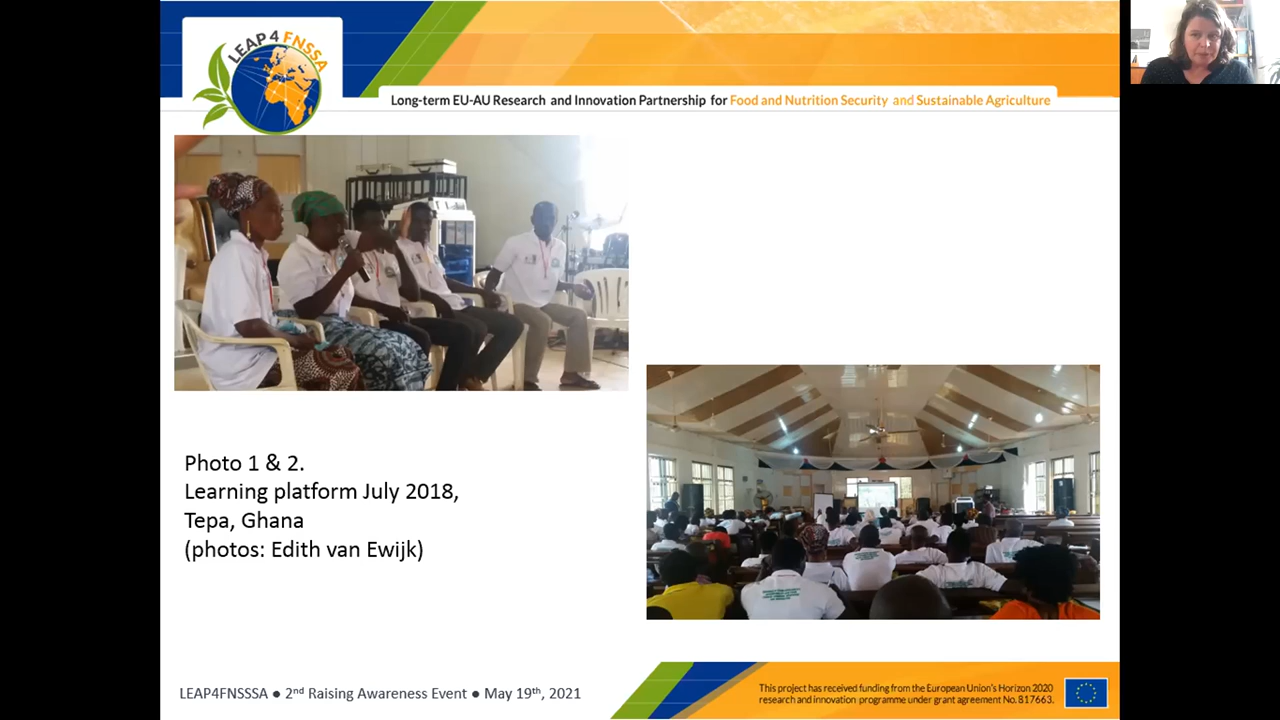 LEAP 4 FNSSA
Long-term EU-AU Research and Innovation Partnership for Food and Nutrition Security and Sustainable Agriculture
Photo 1 & 2.
Learning platform July 2018,
Tepa, Ghana
(photos: Edith van Ewijk)
LEAP4FNSSSA ● 2nd Raising Awareness Event ● May 19th, 2021
This project has received funding from the European Union's Horizon 2020
research and innovation programme under grant agreement No. 817663.